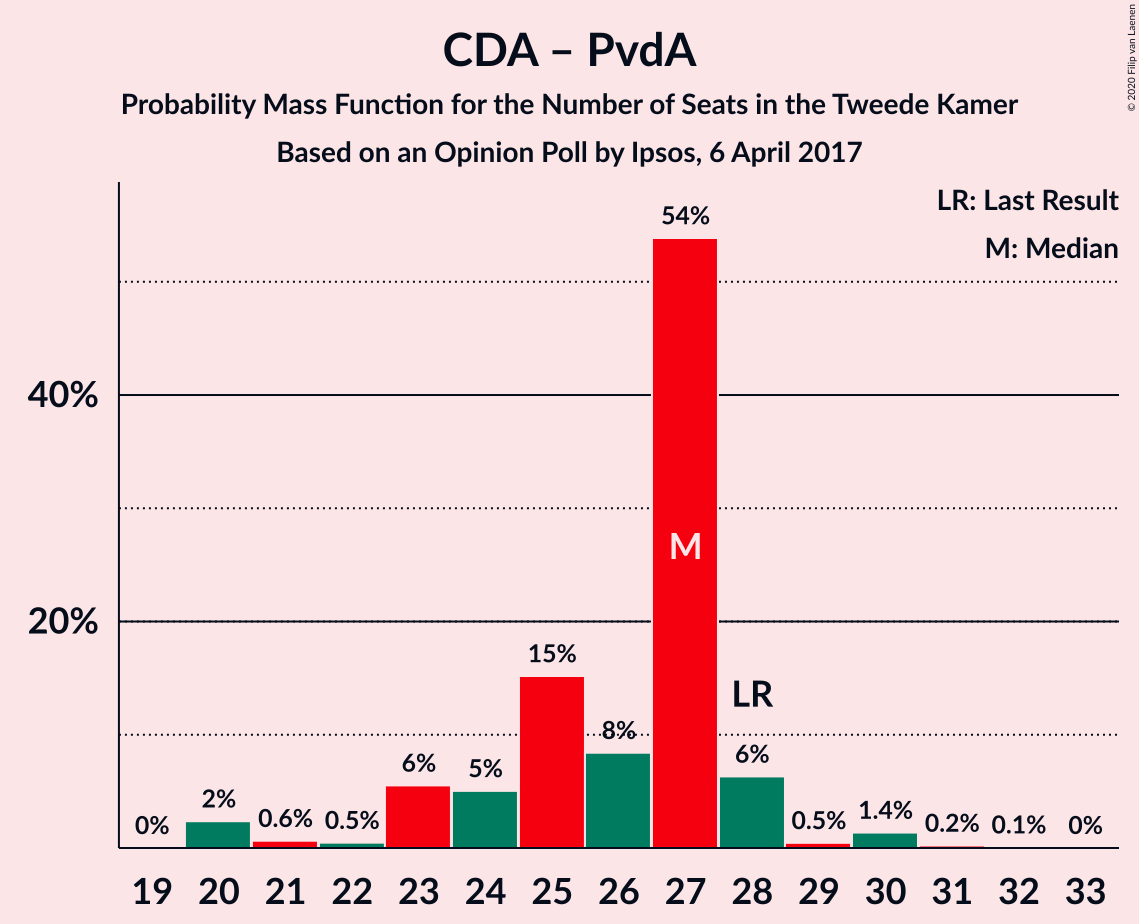 CDA – PvdA
Probability Mass Function for the Number of Seats in the Tweede Kamer
Based on an Opinion Poll by Ipsos, 6 April 2017
© 2020 Filip van Laenen
LR: Last Result
M: Median
54%
40%
M
20%
15%
LR
8%
6%
6%
5%
2%
1.4%
0%
0.6%
0.5%
0.5%
0.2%
0.1%
0%
19 20 21 22 23 24 25 26 27 28 29 30 31 32 33